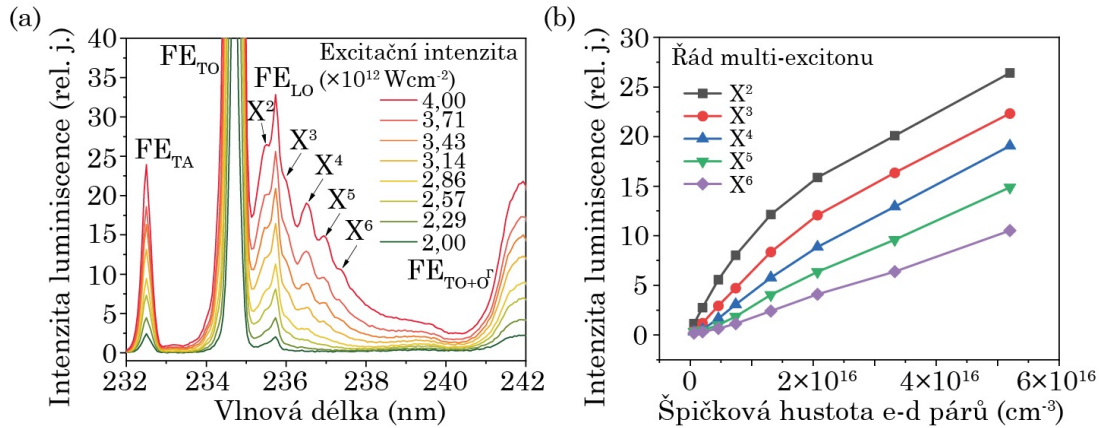 (a)
Intenzita luminiscence (rel. j.)
40
35
30
25
20
15
10
5
0
232
234
236
238
240
242
Vlnová délka (nm)
FE_TA
FE_TO
FE_LO
X²
X³
X⁴
X⁵
X⁶
FE_TO+Oᴦ
Excitační intenzita
(×10¹² Wcm⁻²)
4,00
3,71
3,43
3,14
2,86
2,57
2,29
2,00
(b)
Intenzita luminiscence (rel. j.)
30
25
20
15
10
5
0
0
2×10¹⁶
4×10¹⁶
6×10¹⁶
Špičková hustota e-d párů (cm⁻³)
Řád multi-excitonu
X²
X³
X⁴
X⁵
X⁶